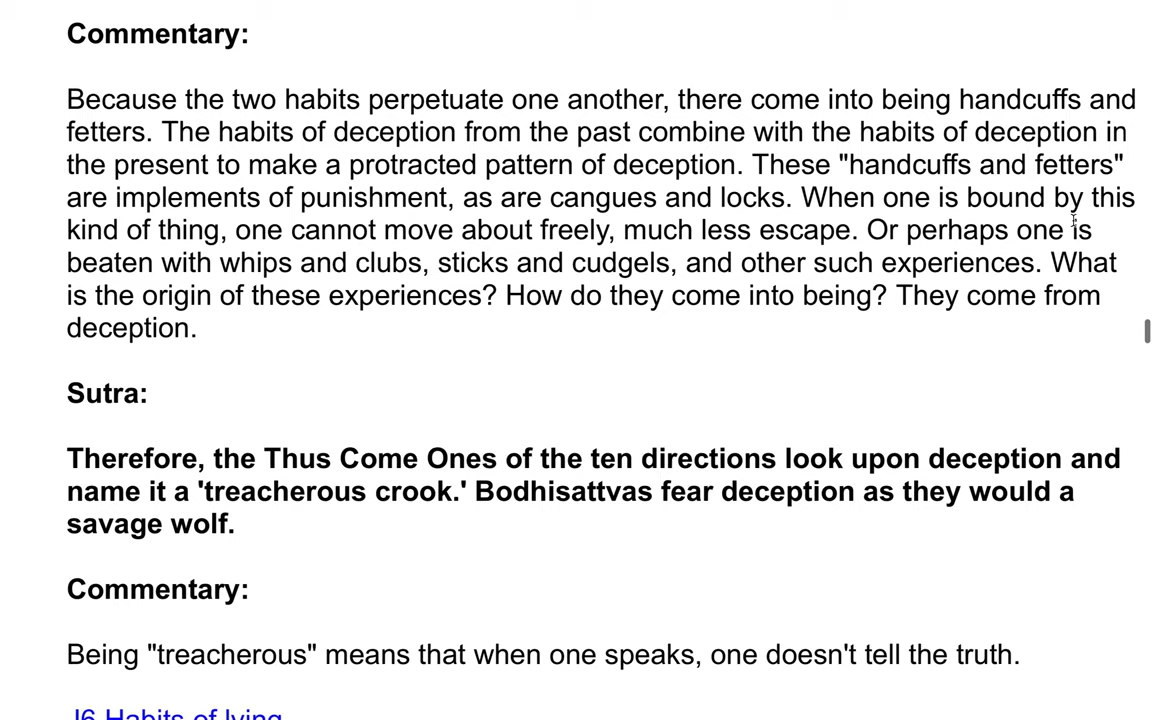 Commentary:
Because the two habits perpetuate one another, there come into being handcuffs and
fetters. The habits of deception from the past combine with the habits of deception in
the present to make a protracted pattern of deception. These "handcuffs and fetters"
are implements of punishment, as are cangues and locks. When one is bound by this
kind of thing, one cannot move about freely, much less escape. Or perhaps one is
beaten with whips and clubs, sticks and cudgels, and other such experiences. What
is the origin of these experiences? How do they come into being? They come from
deception.
Sutra:
Therefore, the Thus Come Ones of the ten directions look upon deception and
name it a 'treacherous crook.' Bodhisattvas fear deception as they would a
savage wolf.
Commentary:
Being "treacherous" means that when one speaks, one doesn't tell the truth.
J6 Habits of lying